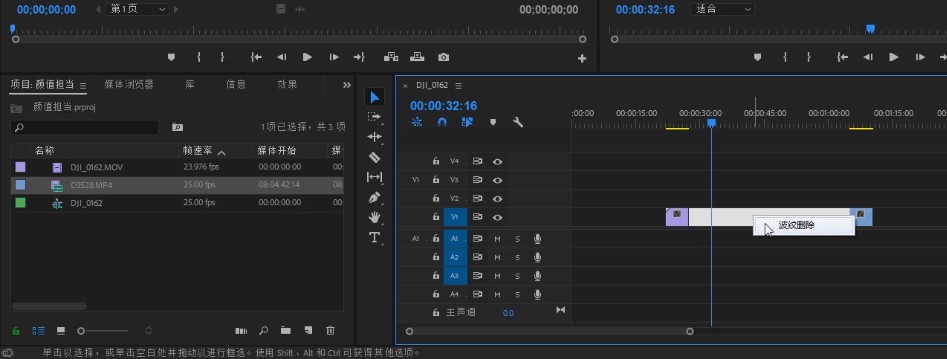 00;00;00;00 第1页 00;00;00;00
00:00:32:16 适合
项目: 颜值担当 媒体浏览器 库 信息 效果
颜值担当.prproj
1项已选择，共 3 项
名称 帧速率 媒体开始 媒
DJI_0162.MOV 23.976 fps 00:00:00:00 00
C0528.MP4 25.00 fps 08:04:42:14 08
DJI_0162 25.00 fps 00:00:00:00 00
× DJI_0162
00:00:32:16
:00:00 00:00:15:00 00:00:30:00 00:00:45:00 00:01:00:00 00:01:15:00 00:
V4
V1 V3
V2
V1
波纹删除
A1 A1 M S
A2 M S
A3 M S
A4 M S
主声道 0.0
单击以选择，或单击空白处并拖动以进行框选。使用 Shift、Alt 和 Ctrl 可获得其他选项。